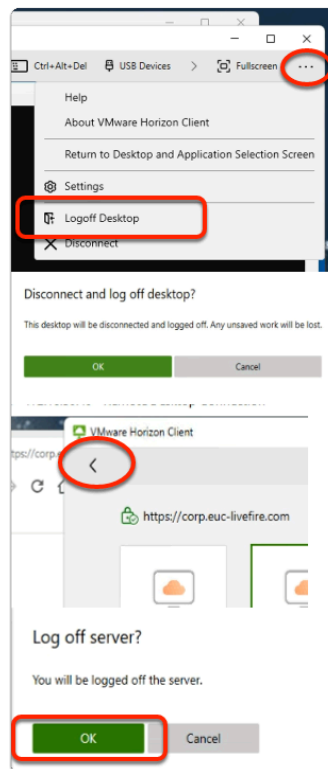 Ctrl+Alt+Del USB Devices > Fullscreen ...
Help
About VMware Horizon Client
Return to Desktop and Application Selection Screen
Settings
Logoff Desktop
Disconnect
Disconnect and log off desktop?
This desktop will be disconnected and logged off. Any unsaved work will be lost.
OK Cancel
VMware Horizon Client
tps://corp.e
https://corp.euc-livefire.com
Log off server?
You will be logged off the server.
OK Cancel